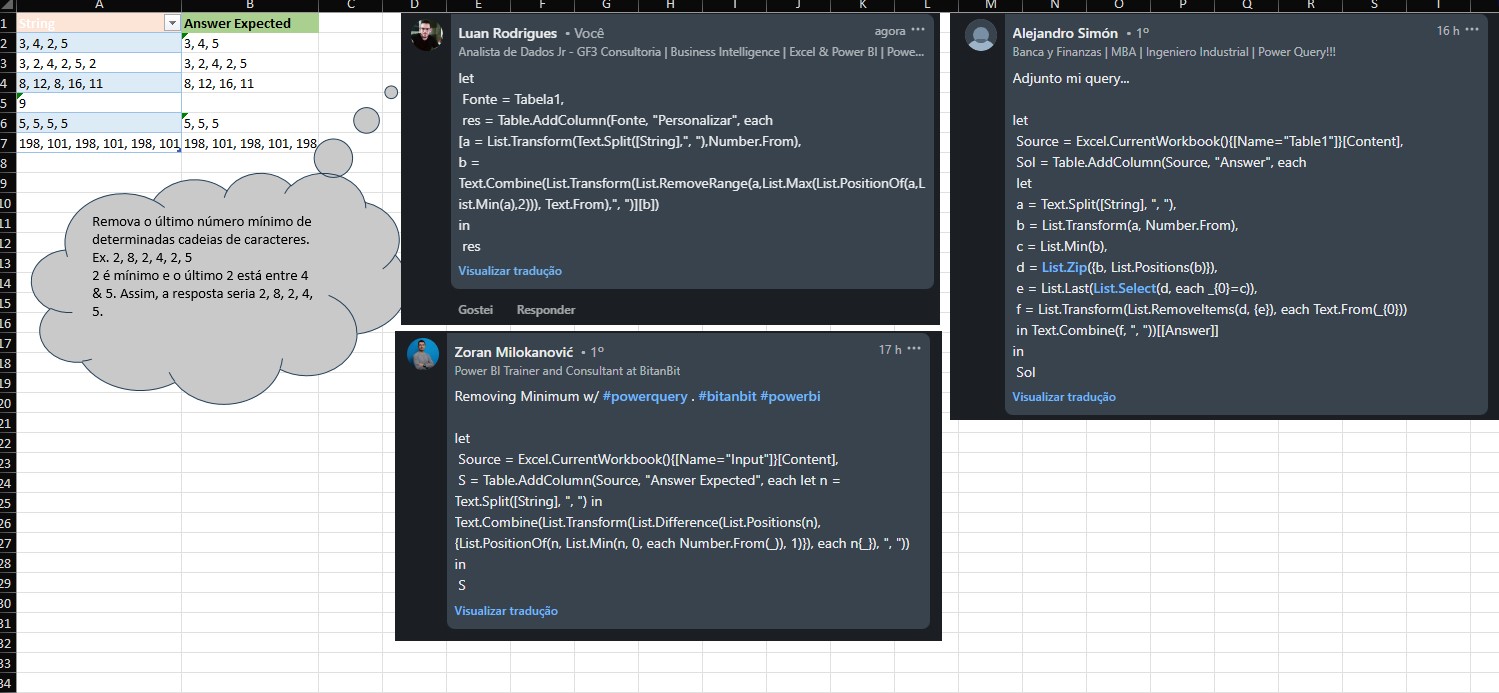 A B C D E F G H I J K L M N O P Q R S T
1 String Answer Expected
2 3, 4, 2, 5 3, 4, 5
3 3, 2, 4, 2, 5, 2 3, 2, 4, 2, 5
4 8, 12, 8, 16, 11 8, 12, 16, 11
5 9
6 5, 5, 5, 5 5, 5, 5
7 198, 101, 198, 101, 198, 101 198, 101, 198, 101, 198
8
9
10
11
12
13
14
15
16
17
18
19
20
21
22
23
24
25
26
27
28
29
30
31
32
33
34
Remova o último número mínimo de
determinadas cadeias de caracteres.
Ex. 2, 8, 2, 4, 2, 5
2 é mínimo e o último 2 está entre 4
& 5. Assim, a resposta seria 2, 8, 2, 4,
5.
Luan Rodrigues • Você agora •••
Analista de Dados Jr - GF3 Consultoria | Business Intelligence | Excel & Power BI | Powe...
let
Fonte = Tabela1,
res = Table.AddColumn(Fonte, "Personalizar", each
[a = List.Transform(Text.Split([String],", "),Number.From),
b =
Text.Combine(List.Transform(List.RemoveRange(a,List.Max(List.PositionOf(a,L
ist.Min(a),2))), Text.From),", ")][b])
in
res
Visualizar tradução
Gostei Responder
Zoran Milokanović • 1º 17 h •••
Power BI Trainer and Consultant at BitanBit
Removing Minimum w/ #powerquery . #bitanbit #powerbi
let
Source = Excel.CurrentWorkbook(){[Name="Input"]}[Content],
S = Table.AddColumn(Source, "Answer Expected", each let n =
Text.Split([String], ", ") in
Text.Combine(List.Transform(List.Difference(List.Positions(n),
{List.PositionOf(n, List.Min(n, 0, each Number.From(_)), 1)}), each n{_}), ", "))
in
S
Visualizar tradução
Alejandro Simón • 1º 16 h •••
Banca y Finanzas | MBA | Ingeniero Industrial | Power Query!!!
Adjunto mi query...
let
Source = Excel.CurrentWorkbook(){[Name="Table1"]}[Content],
Sol = Table.AddColumn(Source, "Answer", each
let
a = Text.Split([String], ", "),
b = List.Transform(a, Number.From),
c = List.Min(b),
d = List.Zip({b, List.Positions(b)}),
e = List.Last(List.Select(d, each _{0}=c)),
f = List.Transform(List.RemoveItems(d, {e}), each Text.From(_{0}))
in Text.Combine(f, ", "))[[Answer]]
in
Sol
Visualizar tradução